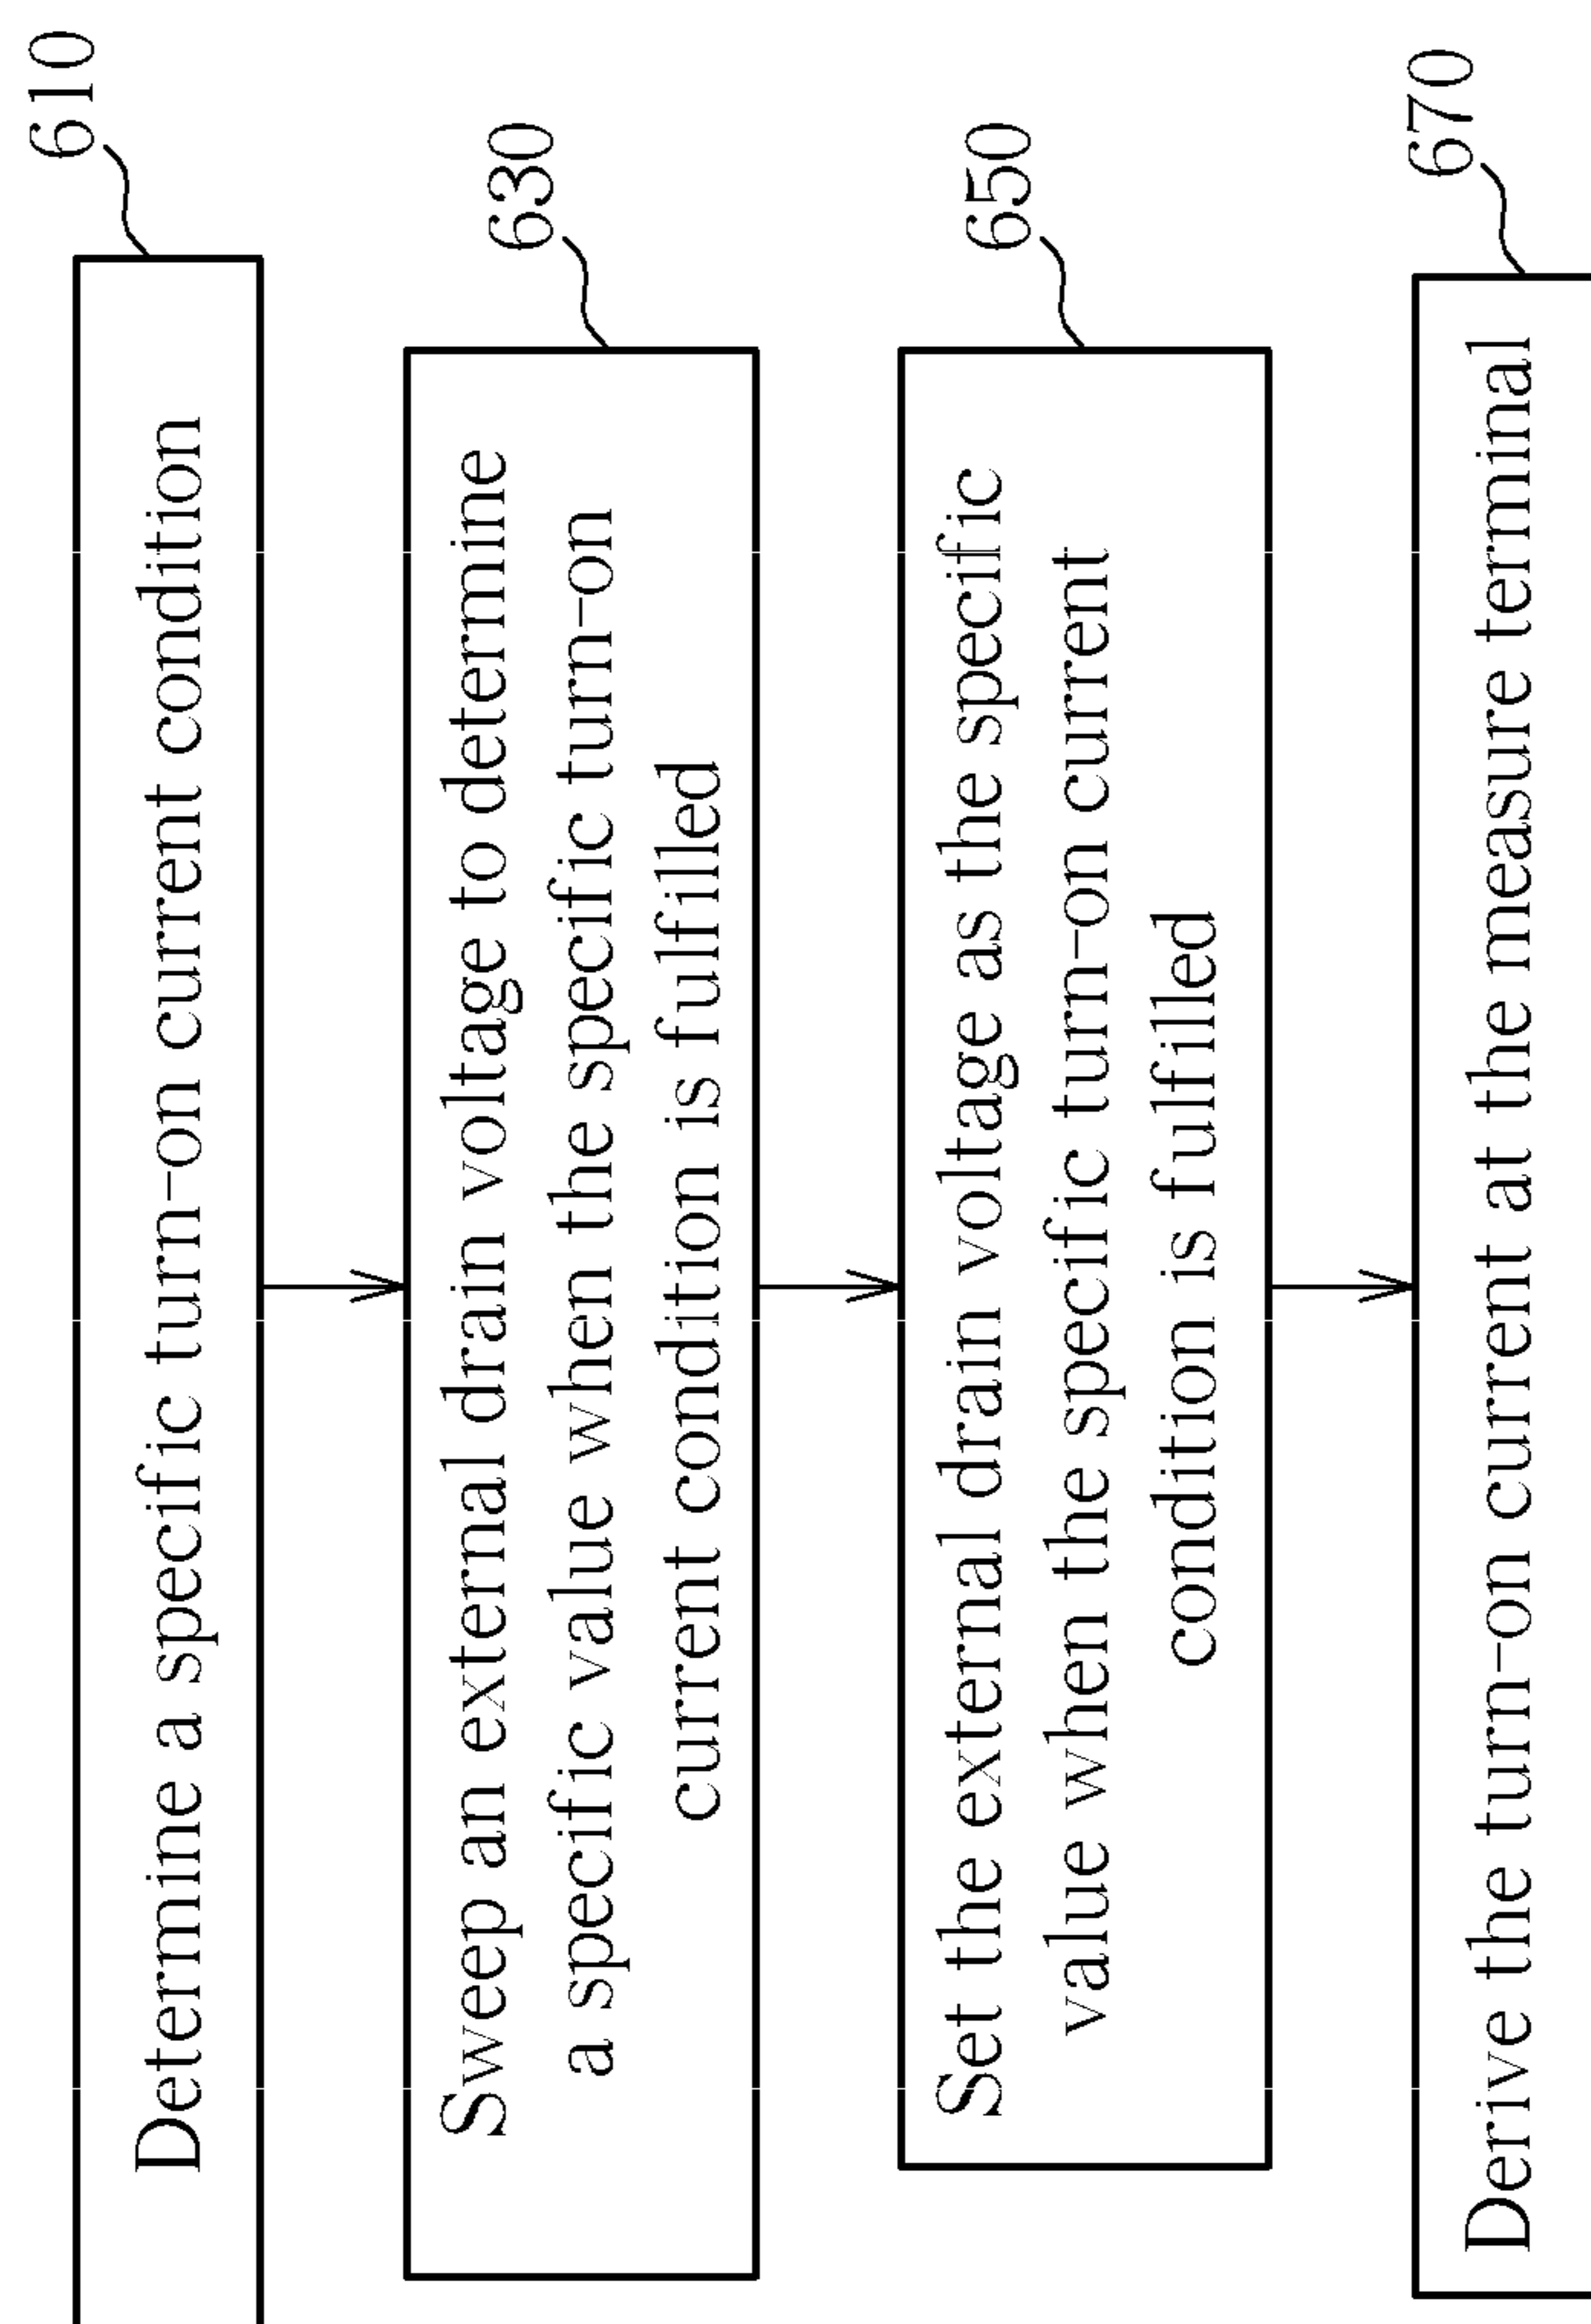 610
Determine a specific turn-on current condition
630
Sweep an external drain voltage to determine
a specific value when the specific turn-on
current condition is fulfilled
650
Set the external drain voltage as the specific
value when the specific turn-on current
condition is fulfilled
670
Derive the turn-on current at the measure terminal